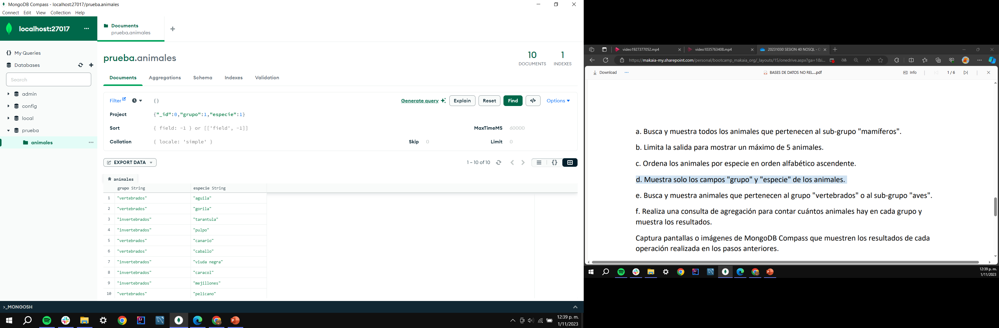 MongoDB Compass - localhost:27017/prueba.animales
Connect Edit View Collection Help
localhost:27017 ...
Documents
prueba.animales
My Queries
Databases
Search
admin
config
local
prueba
animales ...
prueba.animales
10
DOCUMENTS
1
INDEXES
Documents Aggregations Schema Indexes Validation
Filter {} Generate query Explain Reset Find </> Options
Project {"_id":0,"grupo":1,"especie":1}
Sort { field: -1 } or [['field', -1]] MaxTimeMS 60000
Collation { locale: 'simple' } Skip 0 Limit 0
EXPORT DATA 1 – 10 of 10 {}
animales
grupo String especie String
1 "vertebrados" "aguila"
2 "vertebrados" "gorila"
3 "invertebrados" "tarantula"
4 "invertebrados" "pulpo"
5 "vertebrados" "canario"
6 "vertebrados" "caballo"
7 "invertebrados" "viuda negra"
8 "invertebrados" "caracol"
9 "invertebrados" "mejillones"
10 "vertebrados" "pelicano"
>_MONGOSH
12:39 p. m.
1/11/2023
video1927377052.mp4 video1035763408.mp4 20231030 SESION 40 NOSQL - O
https://makaia-my.sharepoint.com/personal/bootcamp_makaia_org/_layouts/15/onedrive.aspx?ga=1&i...
Download ... BASES DE DATOS NO REL....pdf Info 1 / 6
a. Busca y muestra todos los animales que pertenecen al sub-grupo "mamíferos".
b. Limita la salida para mostrar un máximo de 5 animales.
c. Ordena los animales por especie en orden alfabético ascendente.
d. Muestra solo los campos "grupo" y "especie" de los animales.
e. Busca y muestra animales que pertenecen al grupo "vertebrados" o al sub-grupo "aves".
f. Realiza una consulta de agregación para contar cuántos animales hay en cada grupo y
muestra los resultados.
Captura pantallas o imágenes de MongoDB Compass que muestren los resultados de cada
operación realizada en los pasos anteriores.
12:39 p. m.
1/11/2023